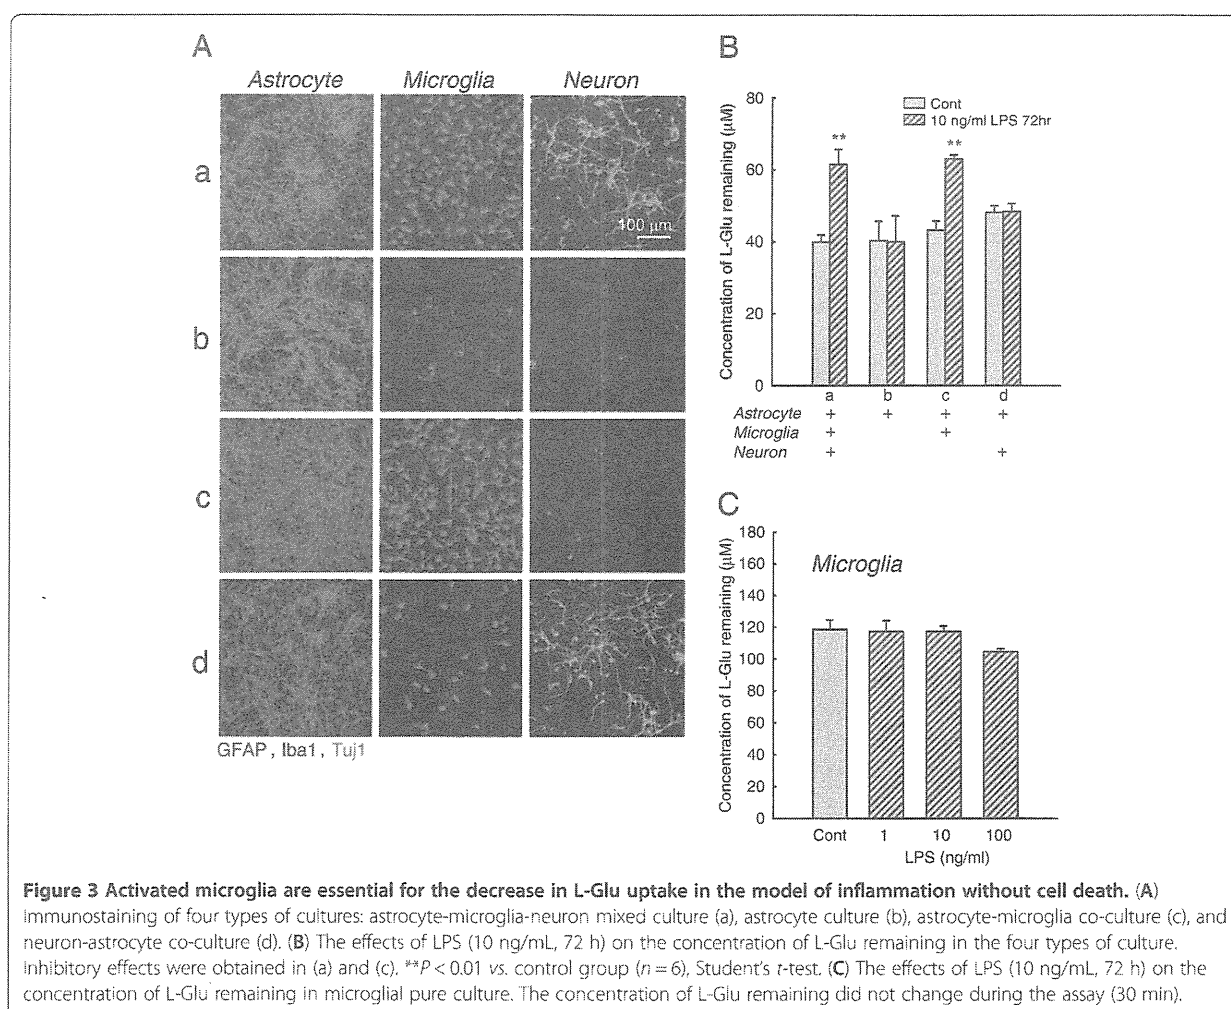 A
Astrocyte Microglia Neuron
a
100 µm
b
c
d
GFAP , Iba1 , Tuj1
B
Concentration of L-Glu remaining (µM)
80
60
40
20
0
Cont
10 ng/ml LPS 72hr
**
**
a b c d
Astrocyte + + + +
Microglia + +
Neuron + +
C
Concentration of L-Glu remaining (µM)
180
160
140
120
100
80
60
40
20
0
Microglia
Cont 1 10 100
LPS (ng/ml)
Figure 3 Activated microglia are essential for the decrease in L-Glu uptake in the model of inflammation without cell death. (A)
Immunostaining of four types of cultures: astrocyte-microglia-neuron mixed culture (a), astrocyte culture (b), astrocyte-microglia co-culture (c), and
neuron-astrocyte co-culture (d). (B) The effects of LPS (10 ng/mL, 72 h) on the concentration of L-Glu remaining in the four types of culture.
Inhibitory effects were obtained in (a) and (c). **P < 0.01 vs. control group (n = 6), Student's t-test. (C) The effects of LPS (10 ng/mL, 72 h) on the
concentration of L-Glu remaining in microglial pure culture. The concentration of L-Glu remaining did not change during the assay (30 min).